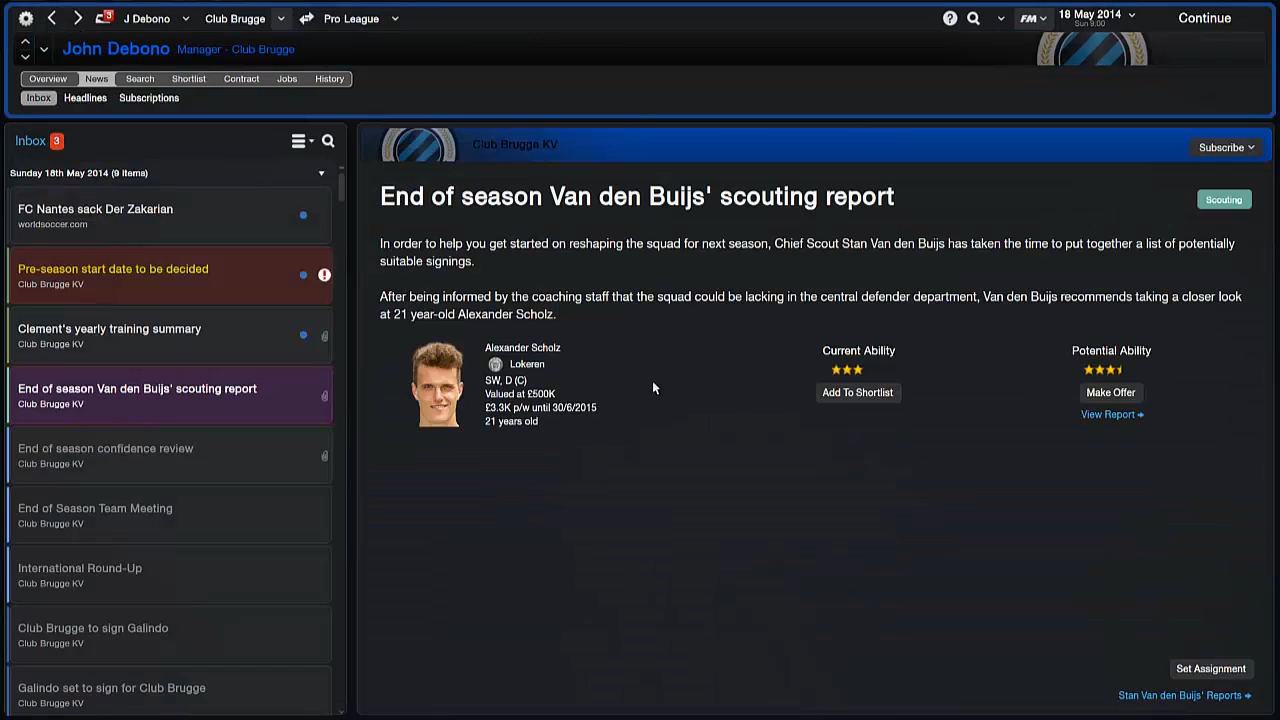 3
J Debono
Club Brugge
Pro League
?
FM
18 May 2014
Sun 9:00
Continue
John Debono
Manager - Club Brugge
Overview
News
Search
Shortlist
Contract
Jobs
History
Inbox
Headlines
Subscriptions
Inbox 3
Sunday 18th May 2014 (9 items)
FC Nantes sack Der Zakarian
worldsoccer.com
Pre-season start date to be decided
Club Brugge KV
Clement's yearly training summary
Club Brugge KV
End of season Van den Buijs' scouting report
Club Brugge KV
End of season confidence review
Club Brugge KV
End of Season Team Meeting
Club Brugge KV
International Round-Up
Club Brugge KV
Club Brugge to sign Galindo
Club Brugge KV
Galindo set to sign for Club Brugge
Club Brugge KV
Club Brugge KV
Subscribe
End of season Van den Buijs' scouting report
Scouting
In order to help you get started on reshaping the squad for next season, Chief Scout Stan Van den Buijs has taken the time to put together a list of potentially
suitable signings.
After being informed by the coaching staff that the squad could be lacking in the central defender department, Van den Buijs recommends taking a closer look
at 21 year-old Alexander Scholz.
Alexander Scholz
Lokeren
SW, D (C)
Valued at £500K
£3.3K p/w until 30/6/2015
21 years old
Current Ability
Add To Shortlist
Potential Ability
Make Offer
View Report
Set Assignment
Stan Van den Buijs' Reports